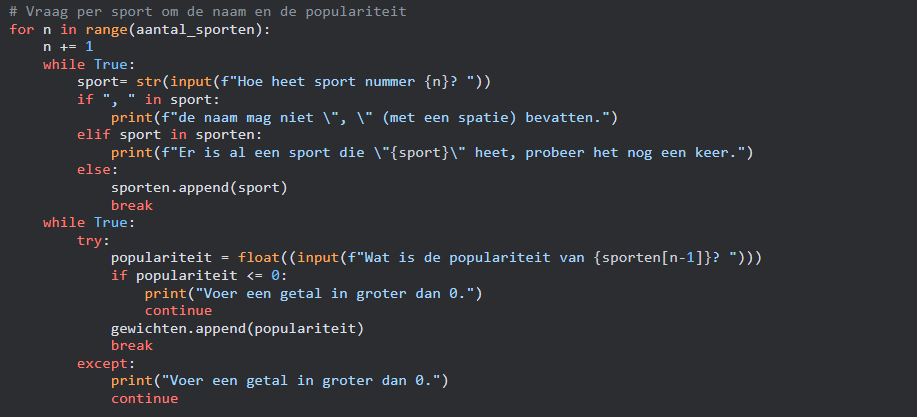 # Vraag per sport om de naam en de populariteit
for n in range(aantal_sporten):
    n += 1
    while True:
        sport= str(input(f"Hoe heet sport nummer {n}? "))
        if ", " in sport:
            print(f"de naam mag niet \", \" (met een spatie) bevatten.")
        elif sport in sporten:
            print(f"Er is al een sport die \"{sport}\" heet, probeer het nog een keer.")
        else:
            sporten.append(sport)
            break
    while True:
        try:
            populariteit = float((input(f"Wat is de populariteit van {sporten[n-1]}? ")))
            if populariteit <= 0:
                print("Voer een getal in groter dan 0.")
                continue
            gewichten.append(populariteit)
            break
        except:
            print("Voer een getal in groter dan 0.")
            continue